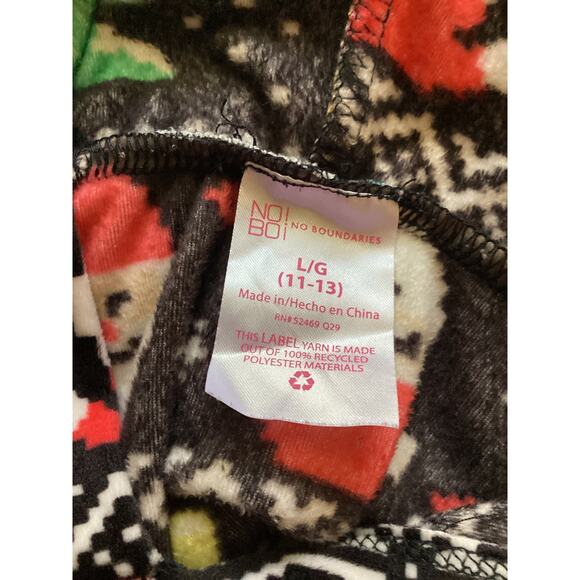 NO!
BO¡ NO BOUNDARIES
L/G
(11-13)
Made in/Hecho en China
RN# 52469 Q29
THIS LABEL YARN IS MADE
OUT OF 100% RECYCLED
POLYESTER MATERIALS